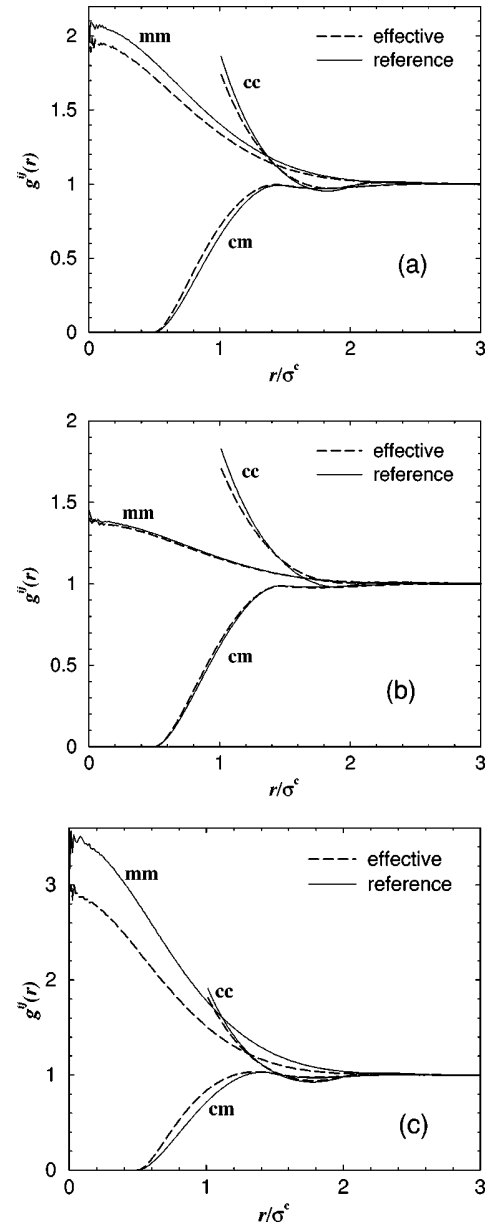 2
1.5
1
0.5
0
g^{ij}(r)
mm
cc
cm
effective
reference
(a)
0 1 2 3
r/σ^c
2
1.5
1
0.5
0
g^{ij}(r)
mm
cc
cm
effective
reference
(b)
0 1 2 3
r/σ^c
3
2
1
0
g^{ij}(r)
mm
cc
cm
effective
reference
(c)
0 1 2 3
r/σ^c